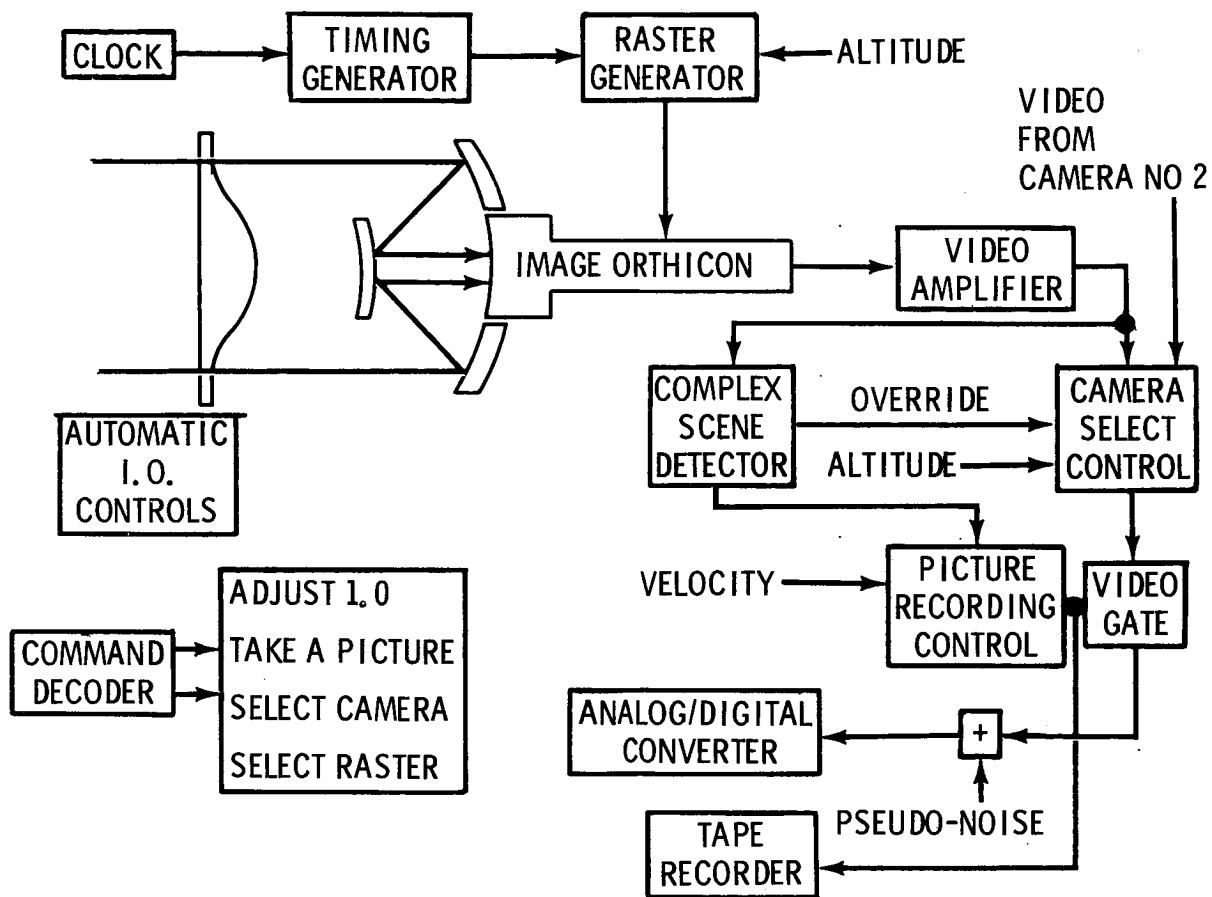 CLOCK
TIMING
GENERATOR
RASTER
GENERATOR
ALTITUDE
VIDEO
FROM
CAMERA NO 2
IMAGE ORTHICON
VIDEO
AMPLIFIER
COMPLEX
SCENE
DETECTOR
OVERRIDE
ALTITUDE
CAMERA
SELECT
CONTROL
AUTOMATIC
I.O.
CONTROLS
VELOCITY
PICTURE
RECORDING
CONTROL
VIDEO
GATE
COMMAND
DECODER
ADJUST 1.0
TAKE A PICTURE
SELECT CAMERA
SELECT RASTER
ANALOG/DIGITAL
CONVERTER
+
PSEUDO-NOISE
TAPE
RECORDER